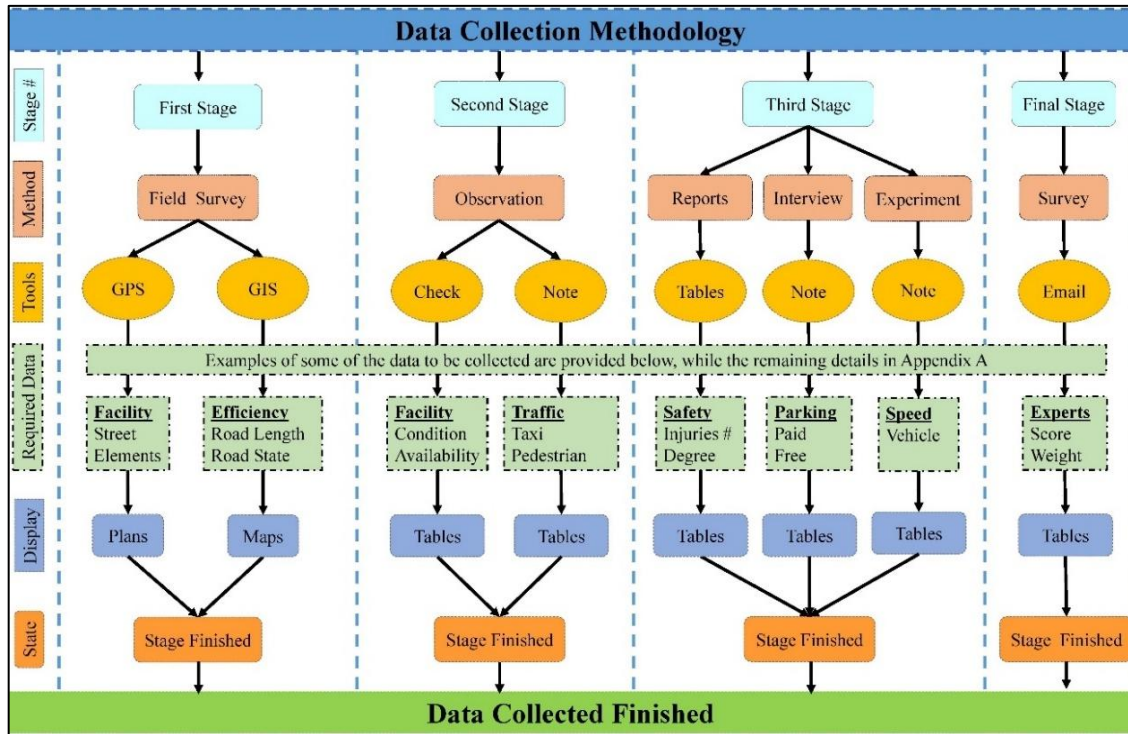 Data Collection Methodology
Stage #
First Stage
Second Stage
Third Stage
Final Stage
Method
Field Survey
Observation
Reports
Interview
Experiment
Survey
Tools
GPS
GIS
Check
Note
Tables
Note
Note
Email
Required Data
Examples of some of the data to be collected are provided below, while the remaining details in Appendix A
Facility
Street
Elements
Efficiency
Road Length
Road State
Facility
Condition
Availability
Traffic
Taxi
Pedestrian
Safety
Injuries #
Degree
Parking
Paid
Free
Speed
Vehicle
Experts
Score
Weight
Display
Plans
Maps
Tables
Tables
Tables
Tables
Tables
Tables
State
Stage Finished
Stage Finished
Stage Finished
Stage Finished
Data Collected Finished